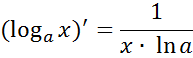 (logₐ x)′ = 1 / (x · ln a)